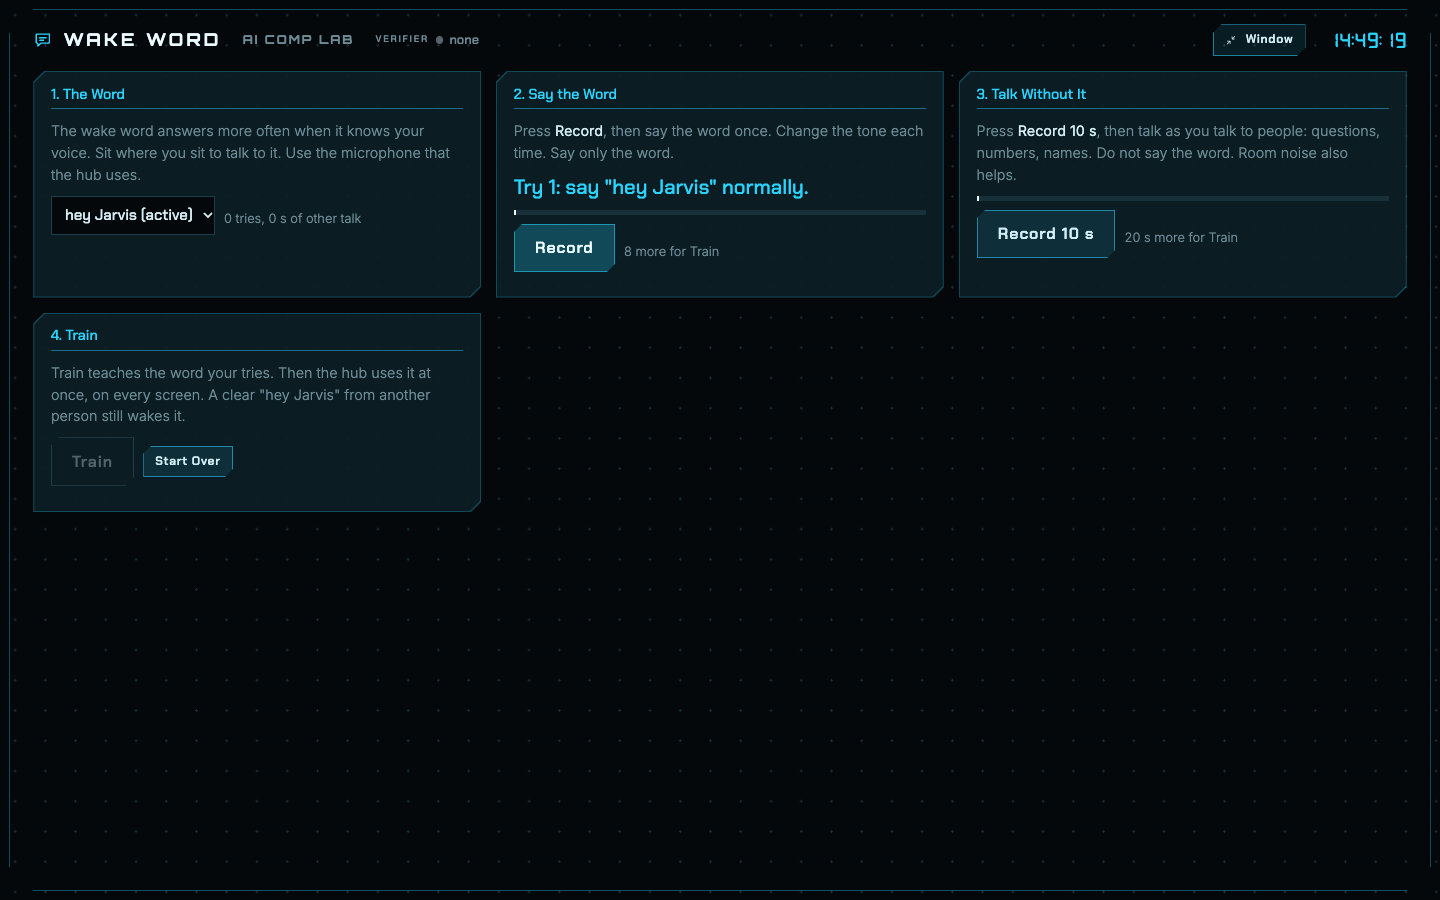 WAKE WORD AI COMP LAB VERIFIER none Window 14:49:19
1. The Word
The wake word answers more often when it knows your
voice. Sit where you sit to talk to it. Use the microphone that
the hub uses.
hey Jarvis (active) 0 tries, 0 s of other talk
2. Say the Word
Press Record, then say the word once. Change the tone each
time. Say only the word.
Try 1: say "hey Jarvis" normally.
Record 8 more for Train
3. Talk Without It
Press Record 10 s, then talk as you talk to people: questions,
numbers, names. Do not say the word. Room noise also
helps.
Record 10 s 20 s more for Train
4. Train
Train teaches the word your tries. Then the hub uses it at
once, on every screen. A clear "hey Jarvis" from another
person still wakes it.
Train Start Over